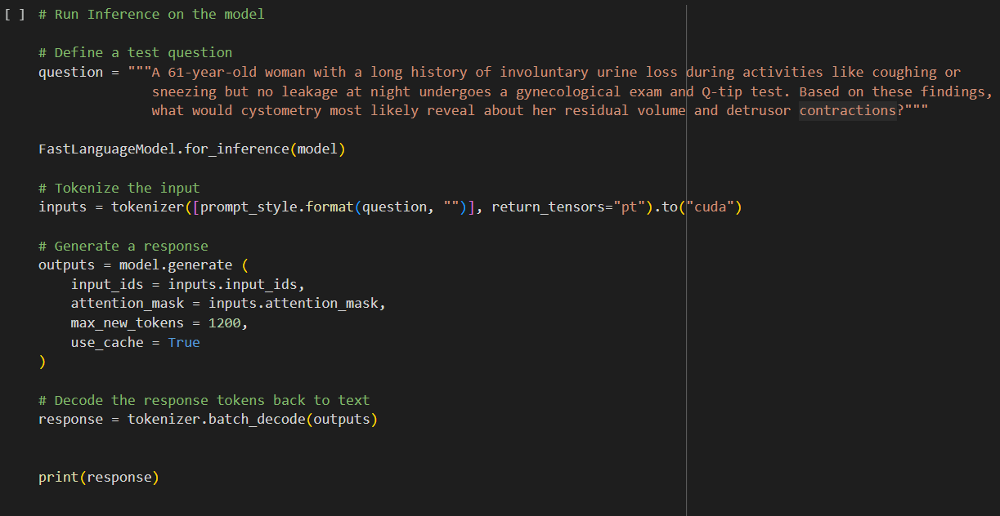 [ ] # Run Inference on the model
# Define a test question
question = """A 61-year-old woman with a long history of involuntary urine loss during activities like coughing or
sneezing but no leakage at night undergoes a gynecological exam and Q-tip test. Based on these findings,
what would cystometry most likely reveal about her residual volume and detrusor contractions?"""
FastLanguageModel.for_inference(model)
# Tokenize the input
inputs = tokenizer([prompt_style.format(question, "")], return_tensors="pt").to("cuda")
# Generate a response
outputs = model.generate (
input_ids = inputs.input_ids,
attention_mask = inputs.attention_mask,
max_new_tokens = 1200,
use_cache = True
)
# Decode the response tokens back to text
response = tokenizer.batch_decode(outputs)
print(response)